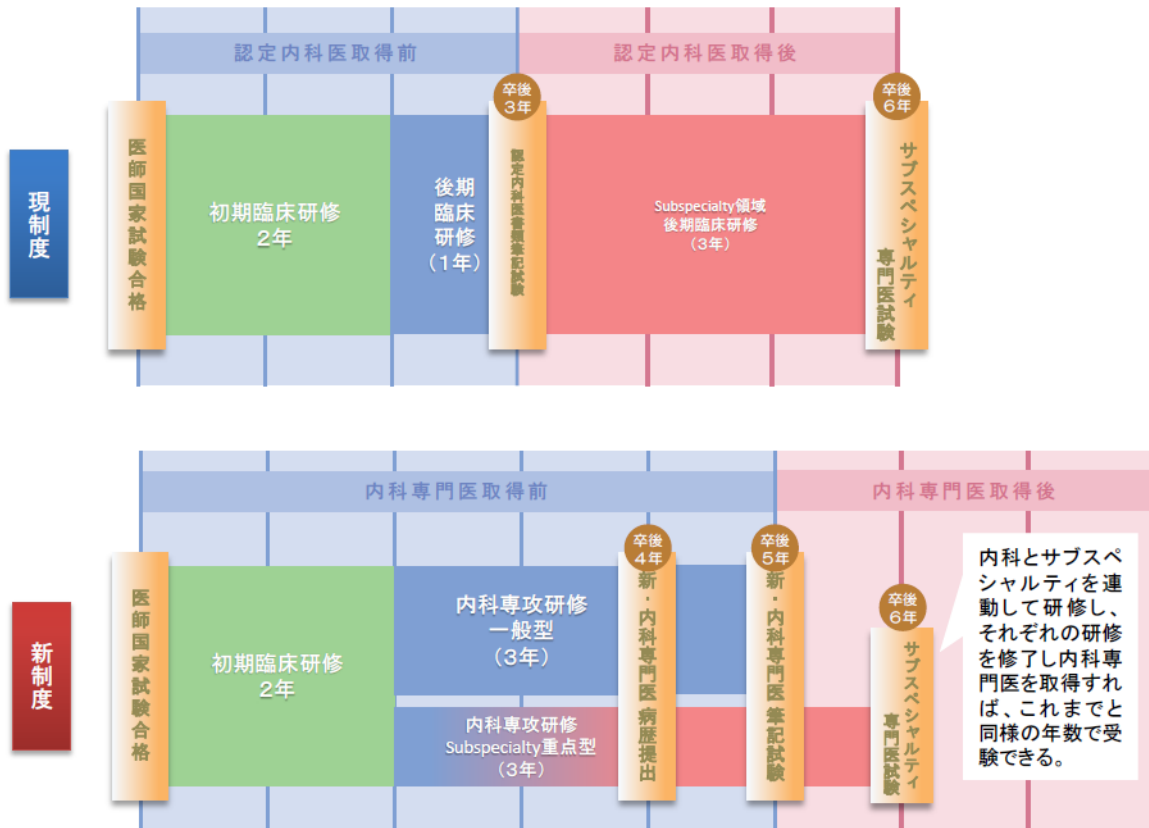 認定内科医取得前
認定内科医取得後
現制度
医師国家試験合格
初期臨床研修
2年
後期
臨床
研修
（1年）
卒後
3年
認定内科医書類筆記試験
Subspecialty領域
後期臨床研修
（3年）
卒後
6年
サブスペシャルティ
専門医試験
内科専門医取得前
内科専門医取得後
新制度
医師国家試験合格
初期臨床研修
2年
内科専攻研修
一般型
（3年）
内科専攻研修
Subspecialty重点型
（3年）
卒後
4年
新・内科専門医 病歴提出
卒後
5年
新・内科専門医 筆記試験
卒後
6年
サブスペシャルティ
専門医試験
内科とサブスペ
シャルティを連
動して研修し、
それぞれの研修
を修了し内科専
門医を取得すれ
ば、これまでと
同様の年数で受
験できる。